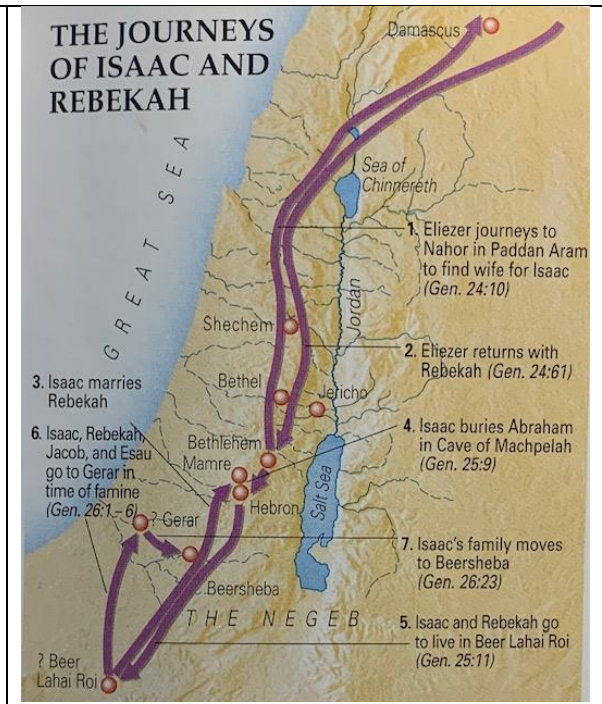 THE JOURNEYS
OF ISAAC AND
REBEKAH
Damascus
GREAT SEA
Sea of
Chinnereth
1. Eliezer journeys to
Nahor in Paddan Aram
to find wife for Isaac
(Gen. 24:10)
Jordan
Shechem
2. Eliezer returns with
Rebekah (Gen. 24:61)
Bethel
Jericho
3. Isaac marries
Rebekah
4. Isaac buries Abraham
in Cave of Machpelah
(Gen. 25:9)
6. Isaac, Rebekah,
Jacob, and Esau
go to Gerar in
time of famine
(Gen. 26:1–6)
Bethlehem
Mamre
Hebron
Salt Sea
? Gerar
7. Isaac's family moves
to Beersheba
(Gen. 26:23)
Beersheba
THE NEGEB
5. Isaac and Rebekah go
to live in Beer Lahai Roi
(Gen. 25:11)
? Beer
Lahai Roi